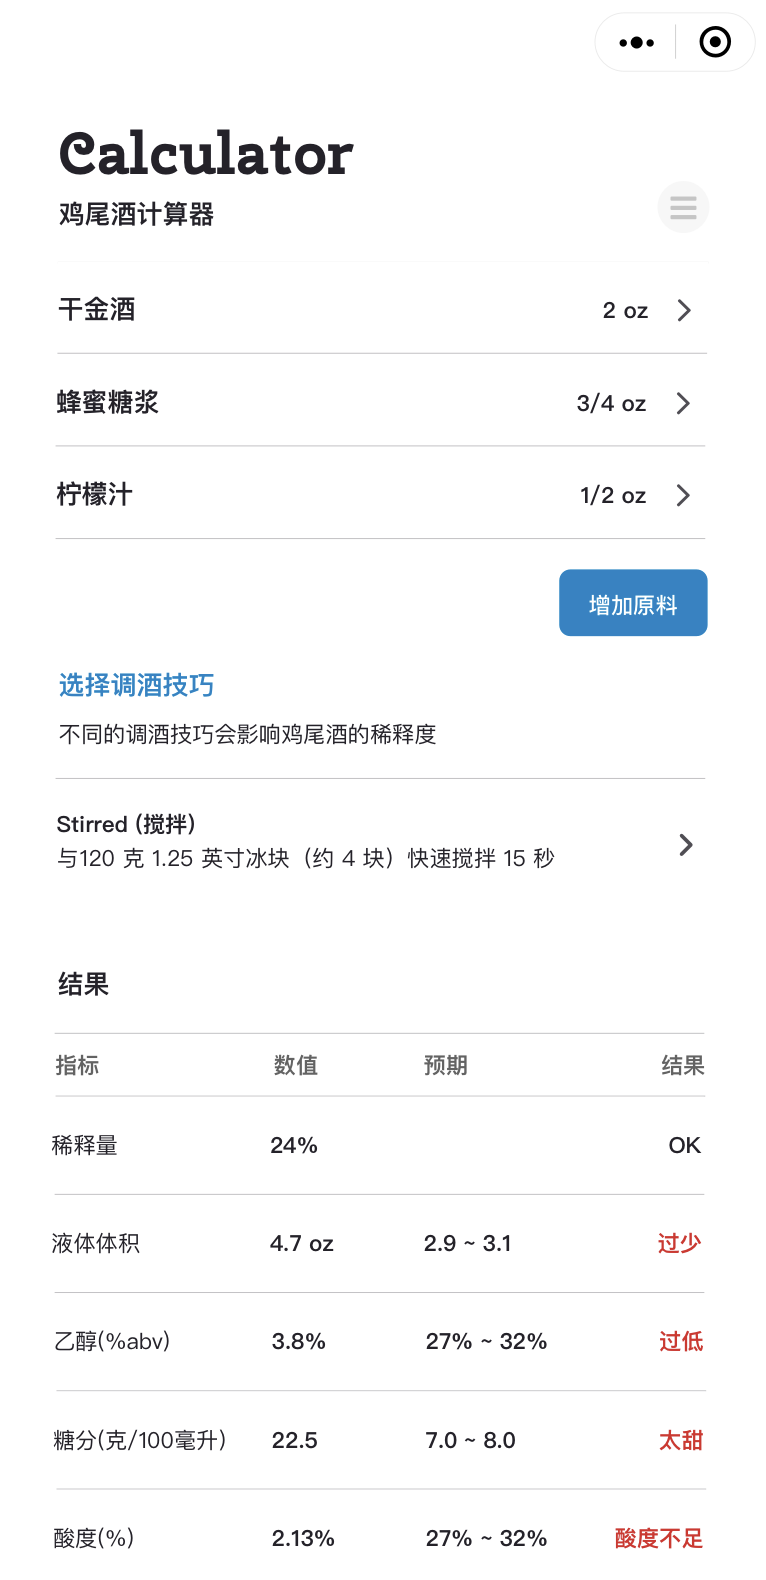 Calculator
鸡尾酒计算器
干金酒 2 oz
蜂蜜糖浆 3/4 oz
柠檬汁 1/2 oz
增加原料
选择调酒技巧
不同的调酒技巧会影响鸡尾酒的稀释度
Stirred (搅拌)
与120 克 1.25 英寸冰块（约 4 块）快速搅拌 15 秒
结果
指标 数值 预期 结果
稀释量 24% OK
液体体积 4.7 oz 2.9 ~ 3.1 过少
乙醇(%abv) 3.8% 27% ~ 32% 过低
糖分(克/100毫升) 22.5 7.0 ~ 8.0 太甜
酸度(%) 2.13% 27% ~ 32% 酸度不足